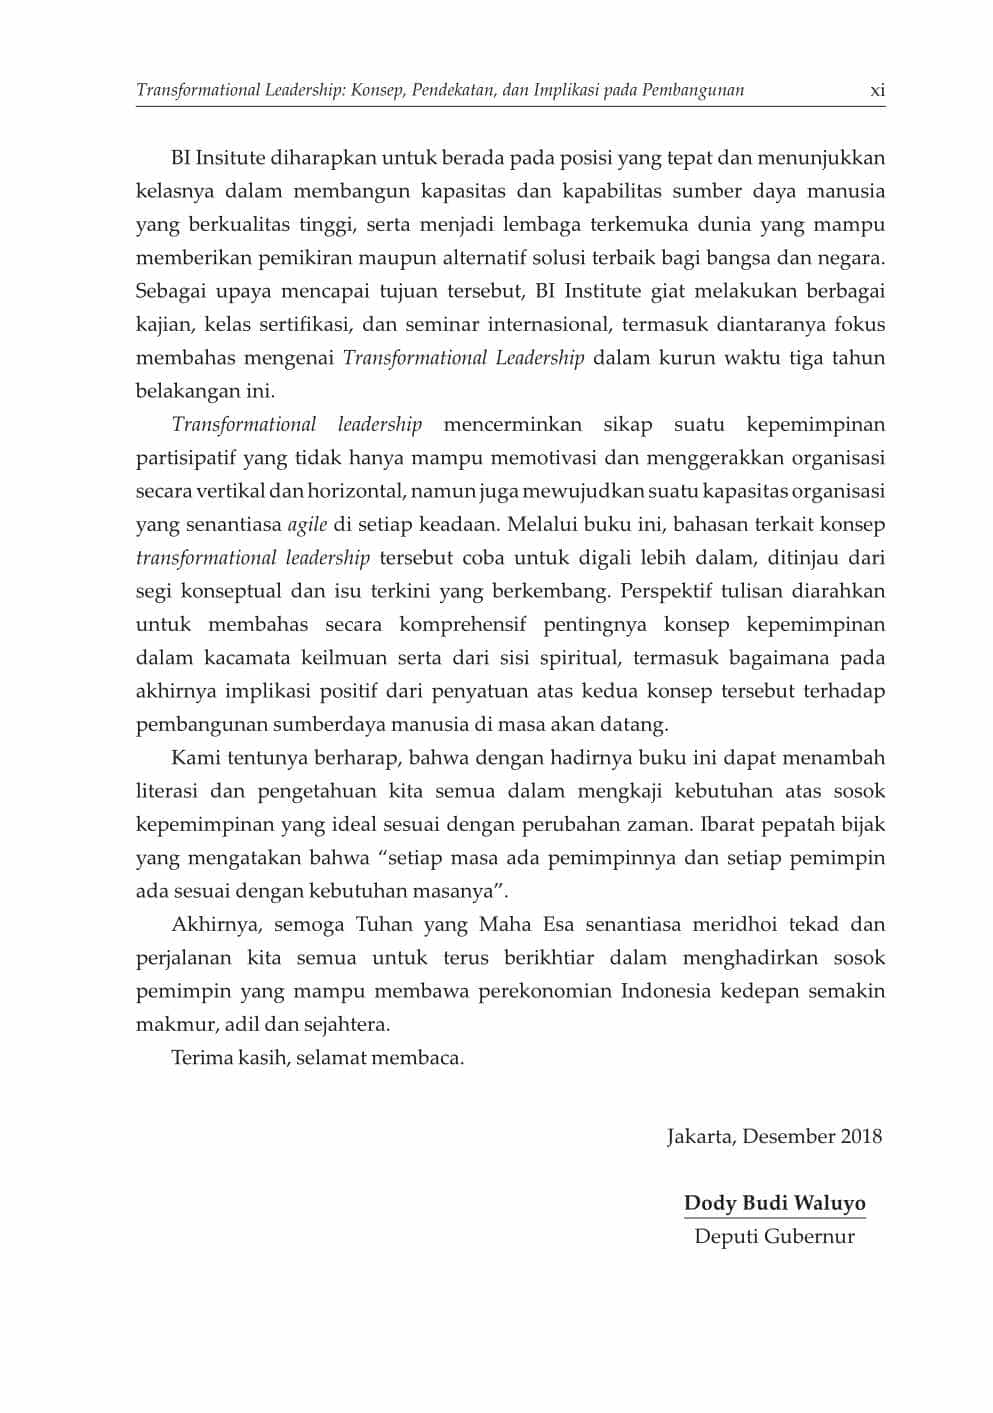 Transformational Leadership: Konsep, Pendekatan, dan Implikasi pada Pembangunan xi
BI Insitute diharapkan untuk berada pada posisi yang tepat dan menunjukkan
kelasnya dalam membangun kapasitas dan kapabilitas sumber daya manusia
yang berkualitas tinggi, serta menjadi lembaga terkemuka dunia yang mampu
memberikan pemikiran maupun alternatif solusi terbaik bagi bangsa dan negara.
Sebagai upaya mencapai tujuan tersebut, BI Institute giat melakukan berbagai
kajian, kelas sertifikasi, dan seminar internasional, termasuk diantaranya fokus
membahas mengenai Transformational Leadership dalam kurun waktu tiga tahun
belakangan ini.
Transformational leadership mencerminkan sikap suatu kepemimpinan
partisipatif yang tidak hanya mampu memotivasi dan menggerakkan organisasi
secara vertikal dan horizontal, namun juga mewujudkan suatu kapasitas organisasi
yang senantiasa agile di setiap keadaan. Melalui buku ini, bahasan terkait konsep
transformational leadership tersebut coba untuk digali lebih dalam, ditinjau dari
segi konseptual dan isu terkini yang berkembang. Perspektif tulisan diarahkan
untuk membahas secara komprehensif pentingnya konsep kepemimpinan
dalam kacamata keilmuan serta dari sisi spiritual, termasuk bagaimana pada
akhirnya implikasi positif dari penyatuan atas kedua konsep tersebut terhadap
pembangunan sumberdaya manusia di masa akan datang.
Kami tentunya berharap, bahwa dengan hadirnya buku ini dapat menambah
literasi dan pengetahuan kita semua dalam mengkaji kebutuhan atas sosok
kepemimpinan yang ideal sesuai dengan perubahan zaman. Ibarat pepatah bijak
yang mengatakan bahwa “setiap masa ada pemimpinnya dan setiap pemimpin
ada sesuai dengan kebutuhan masanya”.
Akhirnya, semoga Tuhan yang Maha Esa senantiasa meridhoi tekad dan
perjalanan kita semua untuk terus berikhtiar dalam menghadirkan sosok
pemimpin yang mampu membawa perekonomian Indonesia kedepan semakin
makmur, adil dan sejahtera.
Terima kasih, selamat membaca.
Jakarta, Desember 2018
Dody Budi Waluyo
Deputi Gubernur